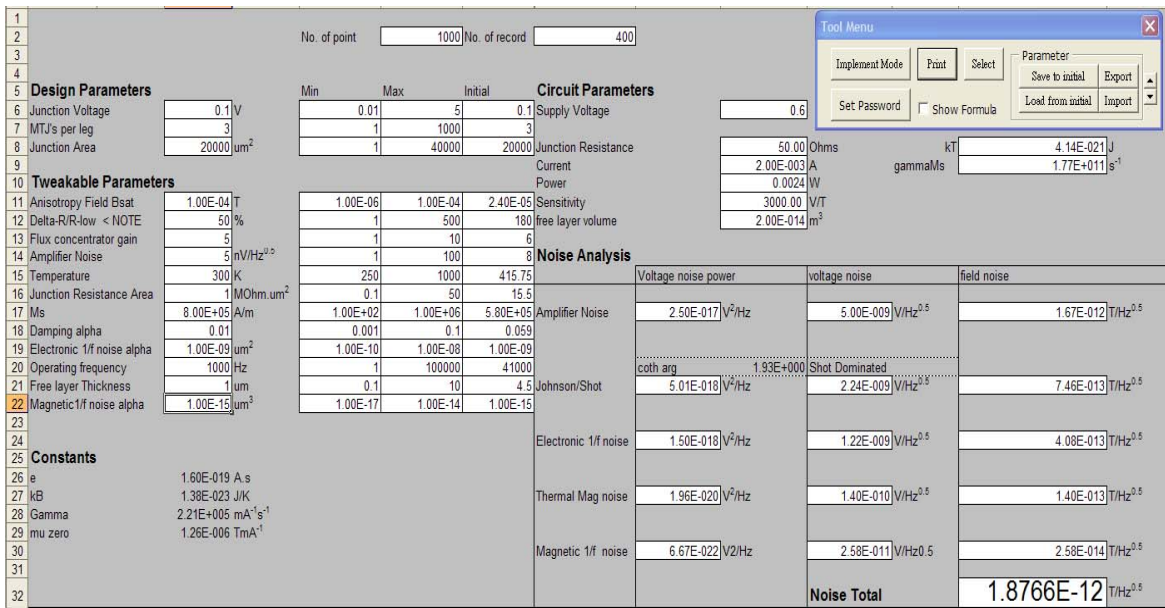 1
2 No. of point 1000 No. of record 400
3
4
5 Design Parameters Min Max Initial Circuit Parameters
6 Junction Voltage 0.1 V 0.01 5 0.1 Supply Voltage 0.6
7 MTJ's per leg 3 1 1000 3
8 Junction Area 20000 um² 1 40000 20000 Junction Resistance 50.00 Ohms kT 4.14E-021 J
9 Current 2.00E-003 A gammaMs 1.77E+011 s⁻¹
10 Tweakable Parameters Power 0.0024 W
11 Anisotropy Field Bsat 1.00E-04 T 1.00E-06 1.00E-04 2.40E-05 Sensitivity 3000.00 V/T
12 Delta-R/R-low < NOTE 50 % 1 500 180 free layer volume 2.00E-014 m³
13 Flux concentrator gain 5 1 10 6
14 Amplifier Noise 5 nV/Hz⁰·⁵ 1 100 8 Noise Analysis
15 Temperature 300 K 250 1000 415.75 Voltage noise power voltage noise field noise
16 Junction Resistance Area 1 MOhm.um² 0.1 50 15.5
17 Ms 8.00E+05 A/m 1.00E+02 1.00E+06 5.80E+05 Amplifier Noise 2.50E-017 V²/Hz 5.00E-009 V/Hz⁰·⁵ 1.67E-012 T/Hz⁰·⁵
18 Damping alpha 0.01 0.001 0.1 0.059
19 Electronic 1/f noise alpha 1.00E-09 um² 1.00E-10 1.00E-08 1.00E-09
20 Operating frequency 1000 Hz 1 100000 41000 coth arg 1.93E+000 Shot Dominated
21 Free layer Thickness 1 um 0.1 10 4.5 Johnson/Shot 5.01E-018 V²/Hz 2.24E-009 V/Hz⁰·⁵ 7.46E-013 T/Hz⁰·⁵
22 Magnetic1/f noise alpha 1.00E-15 um³ 1.00E-17 1.00E-14 1.00E-15
23
24 Electronic 1/f noise 1.50E-018 V²/Hz 1.22E-009 V/Hz⁰·⁵ 4.08E-013 T/Hz⁰·⁵
25 Constants
26 e 1.60E-019 A.s
27 kB 1.38E-023 J/K Thermal Mag noise 1.96E-020 V²/Hz 1.40E-010 V/Hz⁰·⁵ 1.40E-013 T/Hz⁰·⁵
28 Gamma 2.21E+005 mA⁻¹s⁻¹
29 mu zero 1.26E-006 TmA⁻¹
30 Magnetic 1/f noise 6.67E-022 V2/Hz 2.58E-011 V/Hz0.5 2.58E-014 T/Hz⁰·⁵
31
32 Noise Total 1.8766E-12 T/Hz⁰·⁵
Tool Menu
Implement Mode Print Select Parameter
Save to initial Export
Set Password Show Formula Load from initial Import